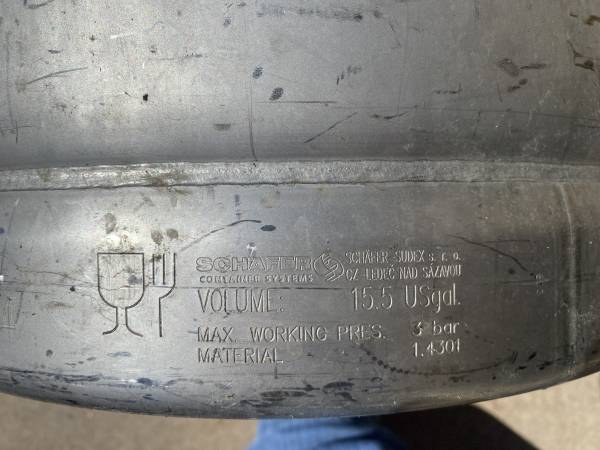 SCHÄFER
CONTAINER SYSTEMS
SCHÄFER-SUDEX s. r. o.
CZ LEDEČ NAD SÁZAVOU
VOLUME: 15.5 USgal.
MAX. WORKING PRES. 3 bar
MATERIAL 1.4301